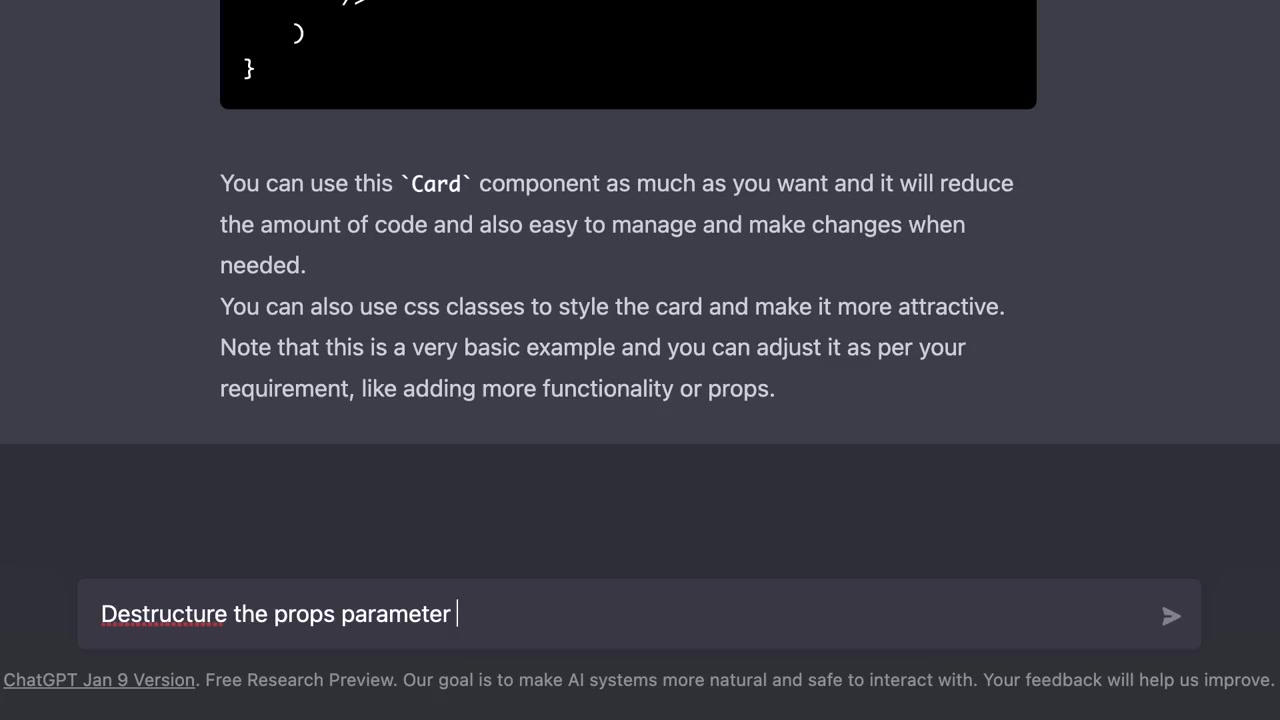 />
)
}
You can use this `Card` component as much as you want and it will reduce
the amount of code and also easy to manage and make changes when
needed.
You can also use css classes to style the card and make it more attractive.
Note that this is a very basic example and you can adjust it as per your
requirement, like adding more functionality or props.
Destructure the props parameter
ChatGPT Jan 9 Version. Free Research Preview. Our goal is to make AI systems more natural and safe to interact with. Your feedback will help us improve.